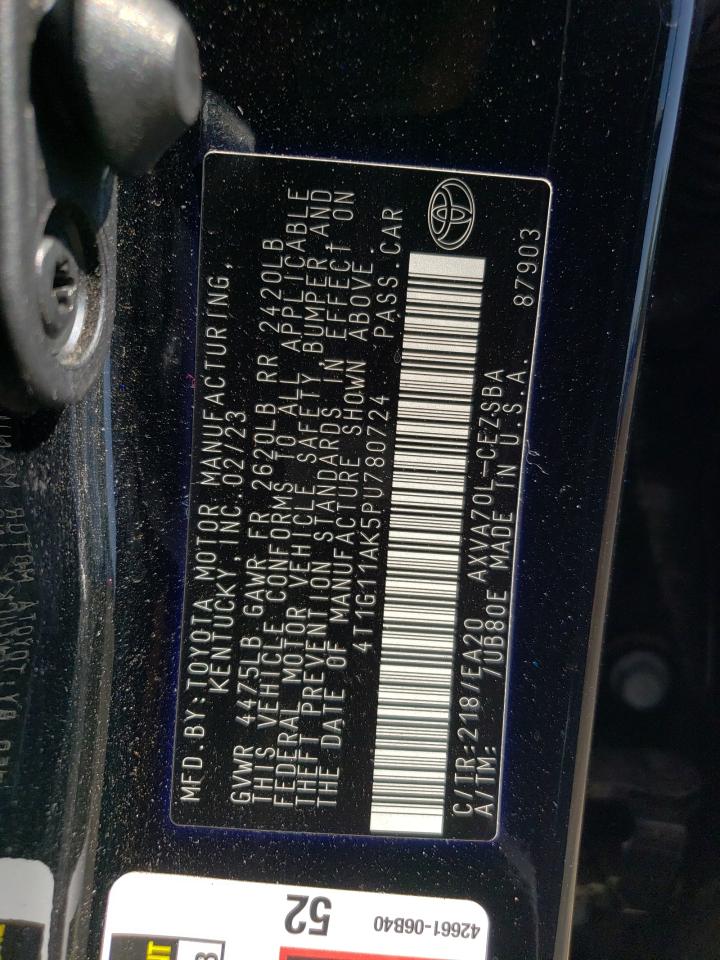 MFD.BY:TOYOTA MOTOR MANUFACTURING,
KENTUCKY INC.02/23
GVWR 4475LB GAWR FR 2620LB RR 2420LB
THIS VEHICLE CONFORMS TO ALL APPLICABLE
FEDERAL MOTOR VEHICLE SAFETY, BUMPER, AND
THEFT PREVENTION STANDARDS IN EFFECT ON
THE DATE OF MANUFACTURE SHOWN ABOVE.
4T1G11AK5PU780724 PASS CAR
C/TR:218/EA20 AXVA70L-CEZSBA
A/TM: /UB80E MADE IN U.S.A. 87903
52
42661-06B40